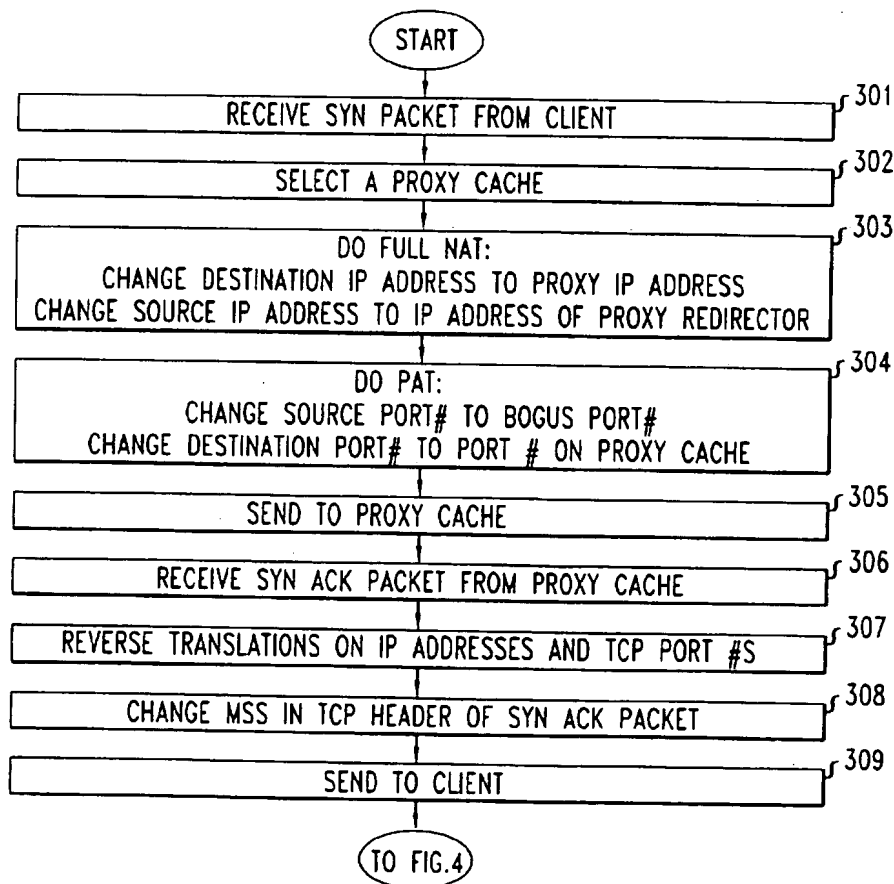 START
301
RECEIVE SYN PACKET FROM CLIENT
302
SELECT A PROXY CACHE
303
DO FULL NAT:
CHANGE DESTINATION IP ADDRESS TO PROXY IP ADDRESS
CHANGE SOURCE IP ADDRESS TO IP ADDRESS OF PROXY REDIRECTOR
304
DO PAT:
CHANGE SOURCE PORT# TO BOGUS PORT#
CHANGE DESTINATION PORT# TO PORT # ON PROXY CACHE
305
SEND TO PROXY CACHE
306
RECEIVE SYN ACK PACKET FROM PROXY CACHE
307
REVERSE TRANSLATIONS ON IP ADDRESSES AND TCP PORT #S
308
CHANGE MSS IN TCP HEADER OF SYN ACK PACKET
309
SEND TO CLIENT
TO FIG.4